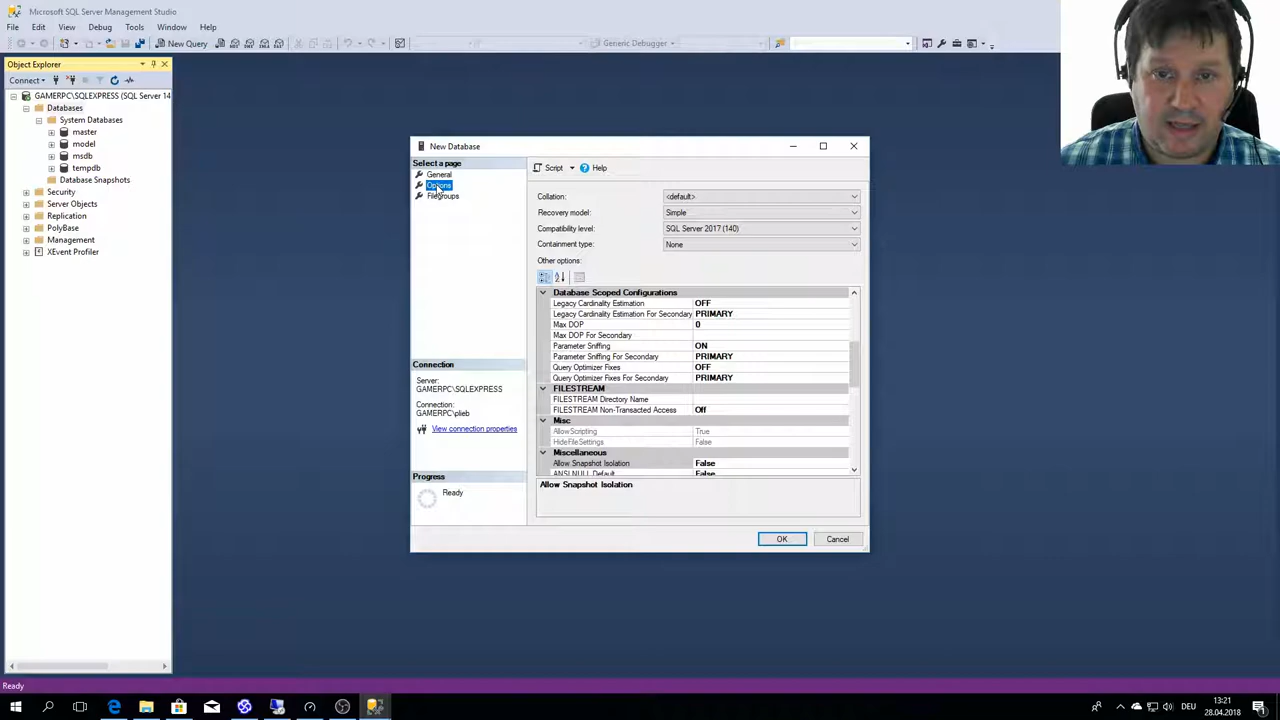 Microsoft SQL Server Management Studio
File Edit View Debug Tools Window Help
New Query
Generic Debugger
Object Explorer
Connect
GAMERPC\SQLEXPRESS (SQL Server 14
Databases
System Databases
master
model
msdb
tempdb
Database Snapshots
Security
Server Objects
Replication
PolyBase
Management
XEvent Profiler
New Database
Select a page
General
Options
Filegroups
Script Help
Collation: <default>
Recovery model: Simple
Compatibility level: SQL Server 2017 (140)
Containment type: None
Other options:
Database Scoped Configurations
Legacy Cardinality Estimation OFF
Legacy Cardinality Estimation For Secondary PRIMARY
Max DOP 0
Max DOP For Secondary
Parameter Sniffing ON
Parameter Sniffing For Secondary PRIMARY
Query Optimizer Fixes OFF
Query Optimizer Fixes For Secondary PRIMARY
FILESTREAM
FILESTREAM Directory Name
FILESTREAM Non-Transacted Access Off
Misc
AllowScripting True
HideFileSettings False
Miscellaneous
Allow Snapshot Isolation False
ANSI NULL Default False
Allow Snapshot Isolation
Connection
Server:
GAMERPC\SQLEXPRESS
Connection:
GAMERPC\plieb
View connection properties
Progress
Ready
OK Cancel
Ready
DEU
13:21
28.04.2018